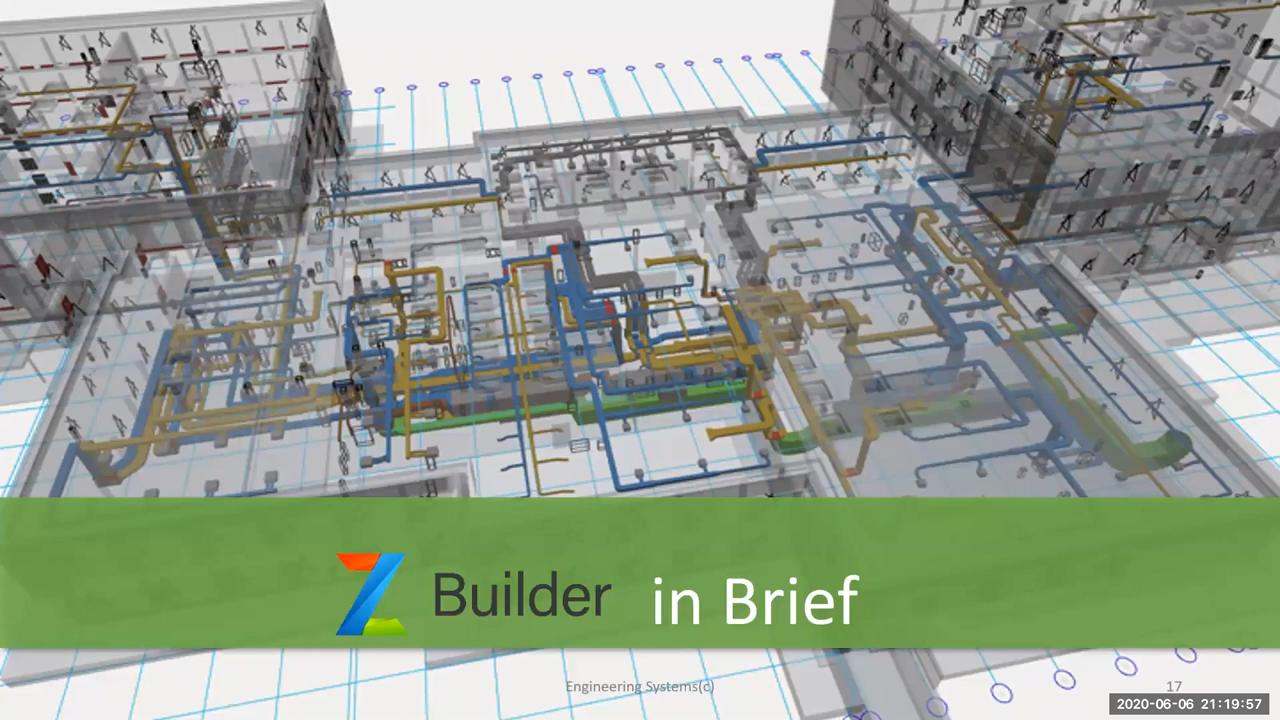 Z Builder in Brief
Engineering Systems(c)
17
2020-06-06 21:19:57